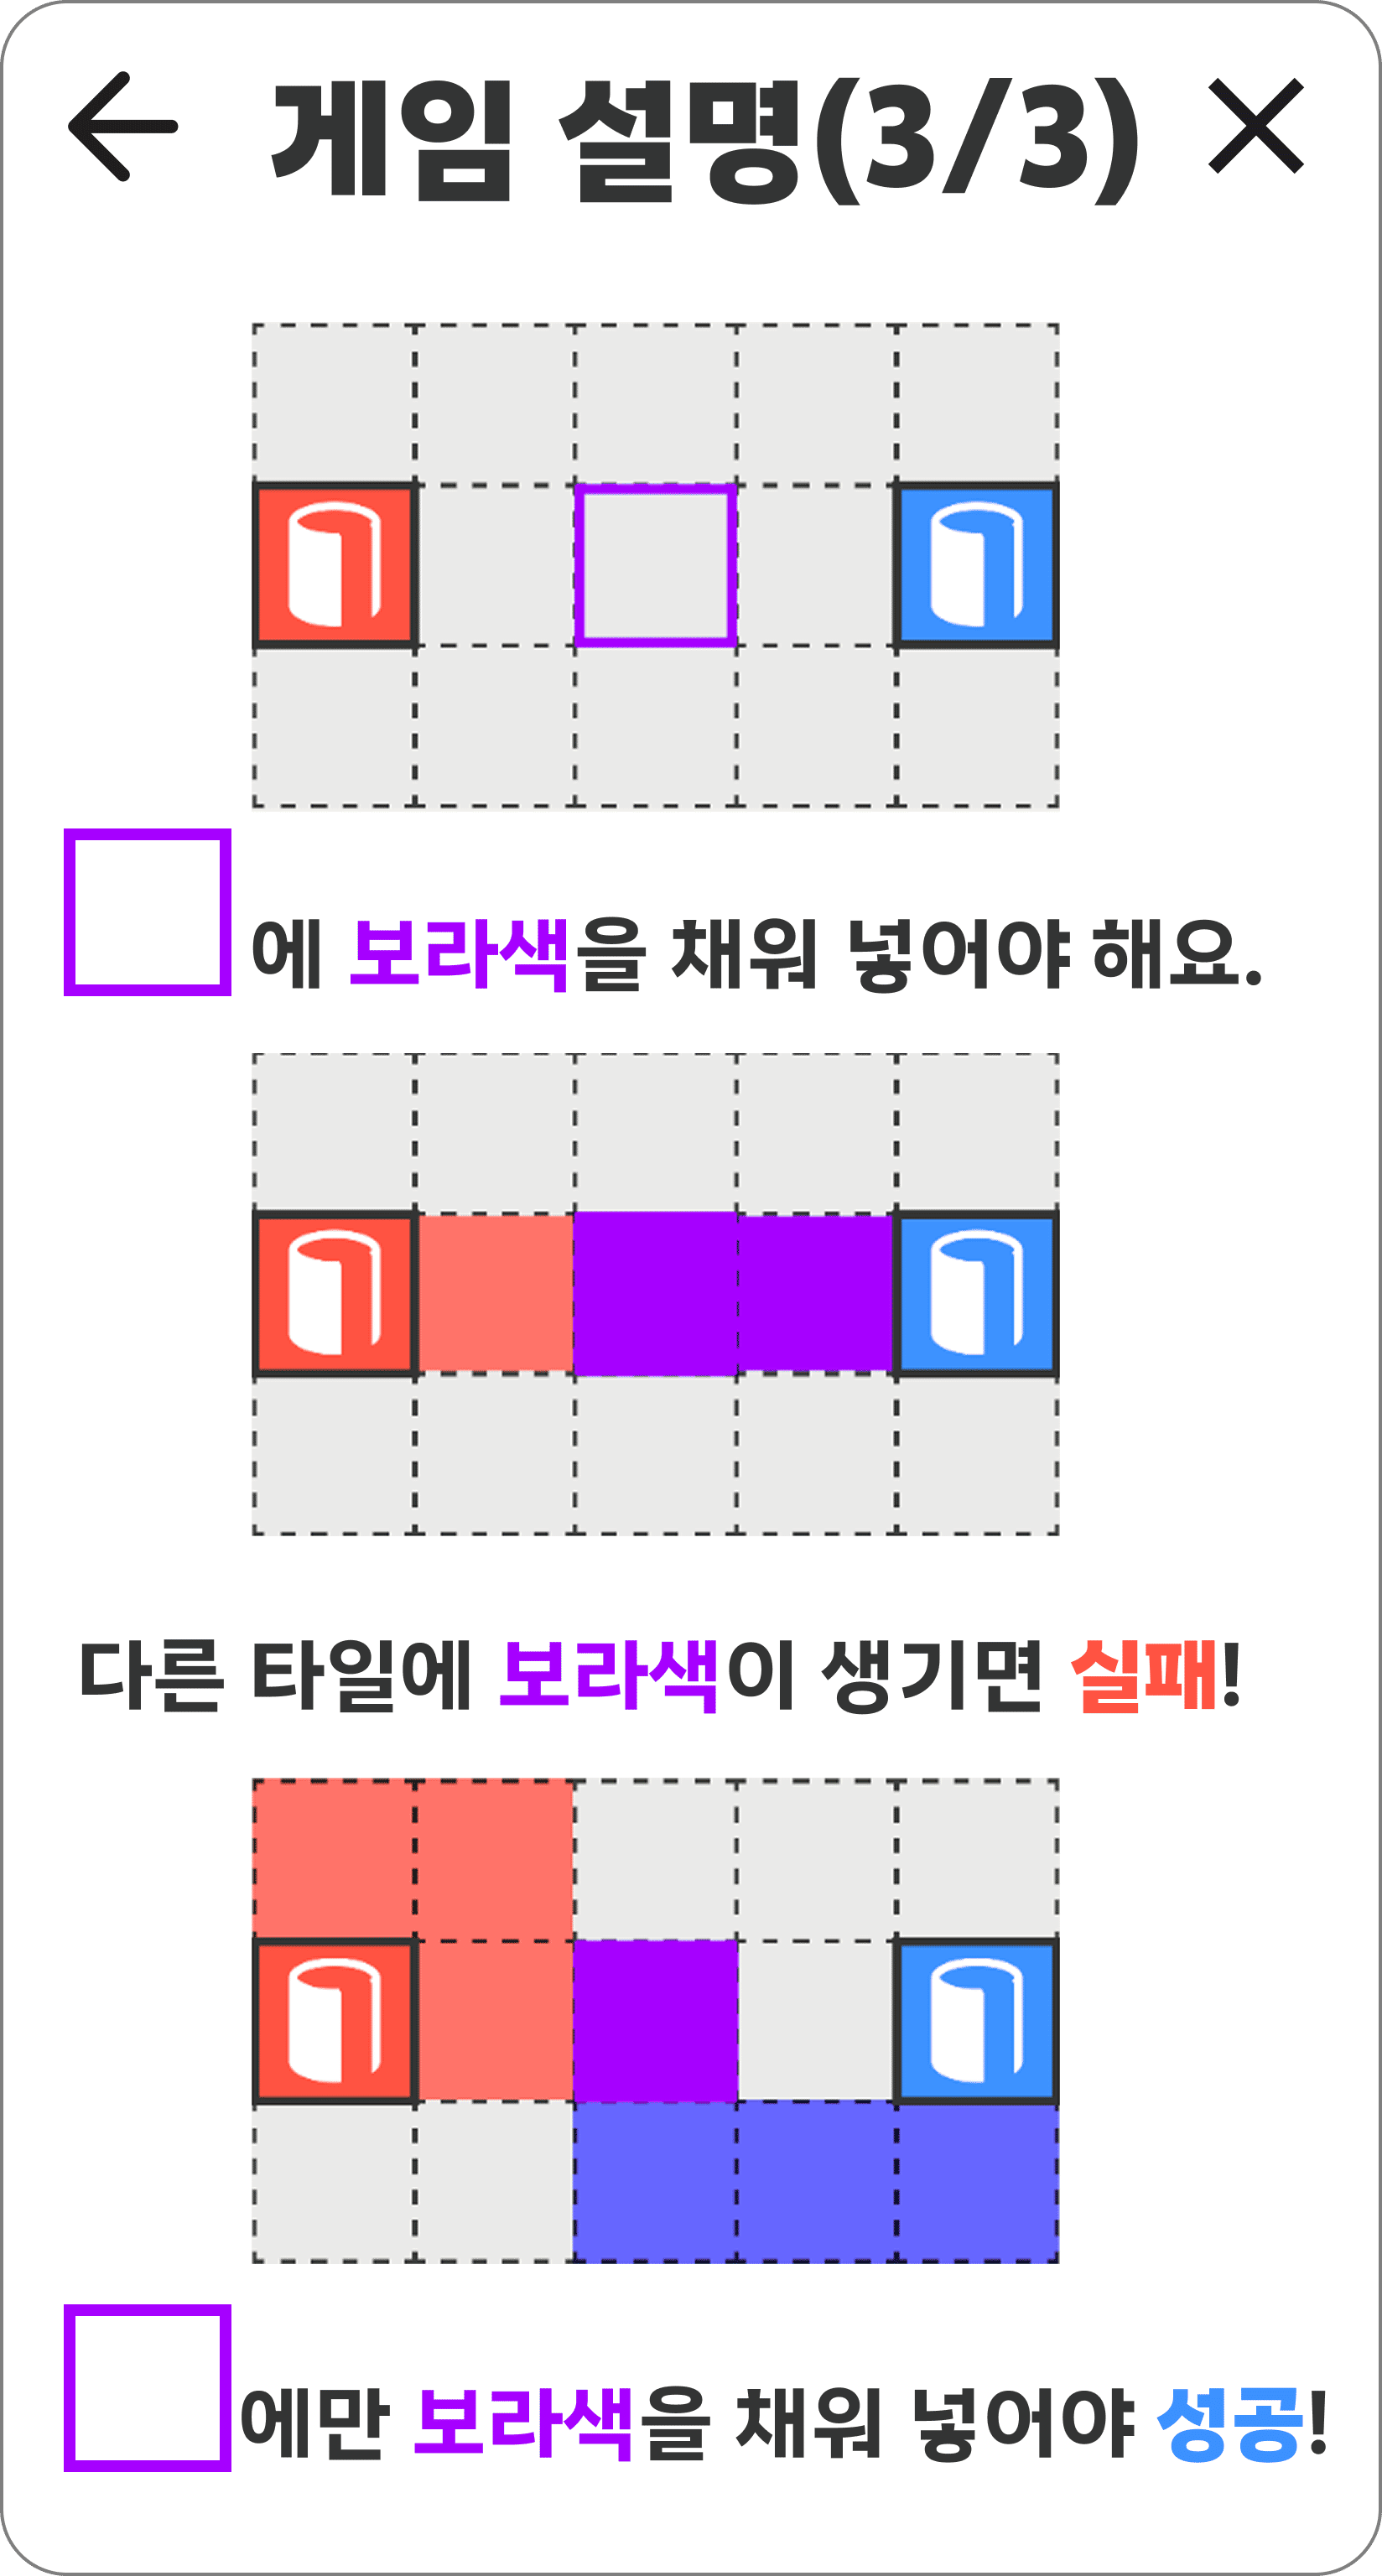 게임 설명(3/3)
에 보라색을 채워 넣어야 해요.
다른 타일에 보라색이 생기면 실패!
에만 보라색을 채워 넣어야 성공!